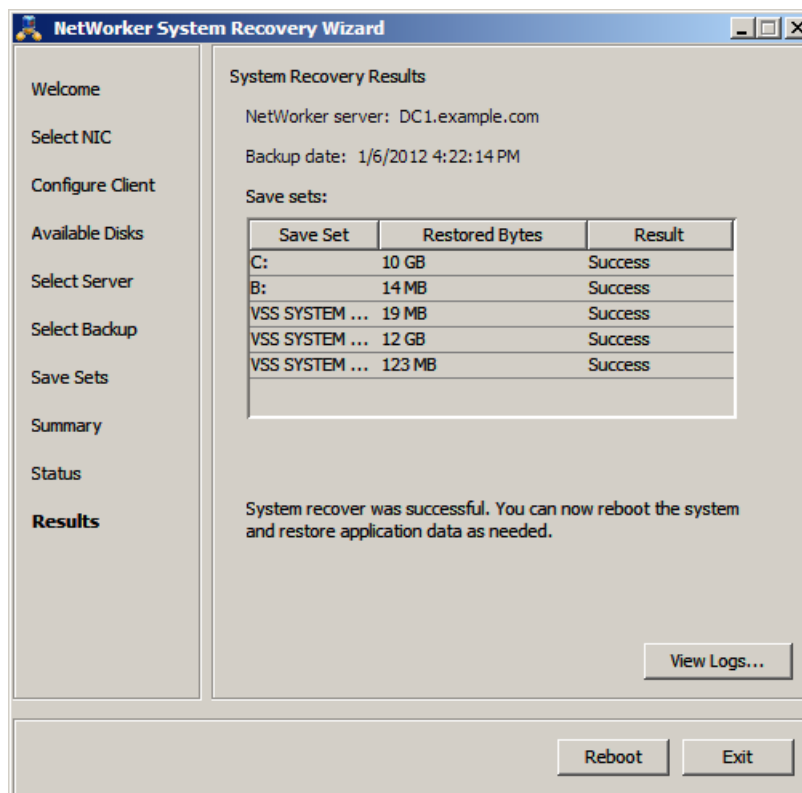 NetWorker System Recovery Wizard
Welcome
Select NIC
Configure Client
Available Disks
Select Server
Select Backup
Save Sets
Summary
Status
Results
System Recovery Results
NetWorker server: DC1.example.com
Backup date: 1/6/2012 4:22:14 PM
Save sets:
Save Set Restored Bytes Result
C: 10 GB Success
B: 14 MB Success
VSS SYSTEM ... 19 MB Success
VSS SYSTEM ... 12 GB Success
VSS SYSTEM ... 123 MB Success
System recover was successful. You can now reboot the system
and restore application data as needed.
View Logs...
Reboot Exit